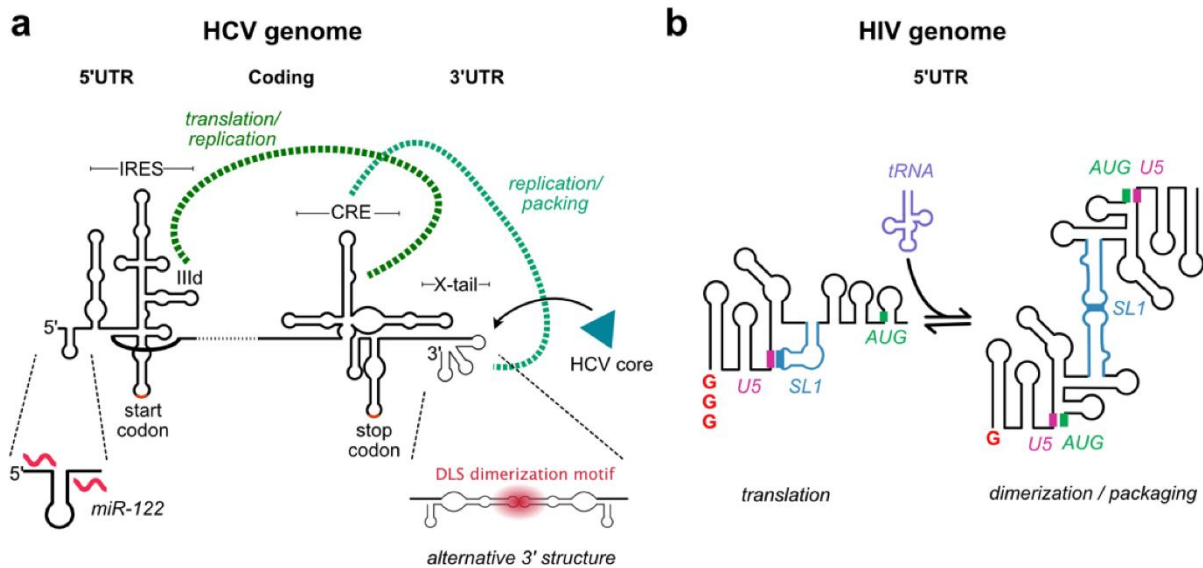 a
HCV genome
5'UTR
Coding
3'UTR
translation/
replication
IRES
IIId
CRE
replication/
packing
X-tail
5'
3'
HCV core
start
codon
stop
codon
5'
miR-122
DLS dimerization motif
alternative 3' structure
b
HIV genome
5'UTR
tRNA
AUG U5
SL1
AUG
U5
SL1
G
G
G
G
U5
AUG
translation
dimerization / packaging